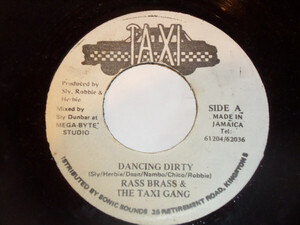 TAXI
Produced by
Sly, Robbie &
Herbie
Mixed by
Sly Dunbar at
MEGA-BYTE
STUDIO
SIDE A
MADE IN
JAMAICA
Tel:
61204/62036
DANCING DIRTY
(Sly/Herbie/Dean/Nambo/Chico/Robbie)
RASS BRASS &
THE TAXI GANG
DISTRIBUTED BY SONIC SOUNDS 25 RETIREMENT ROAD, KINGSTON 5